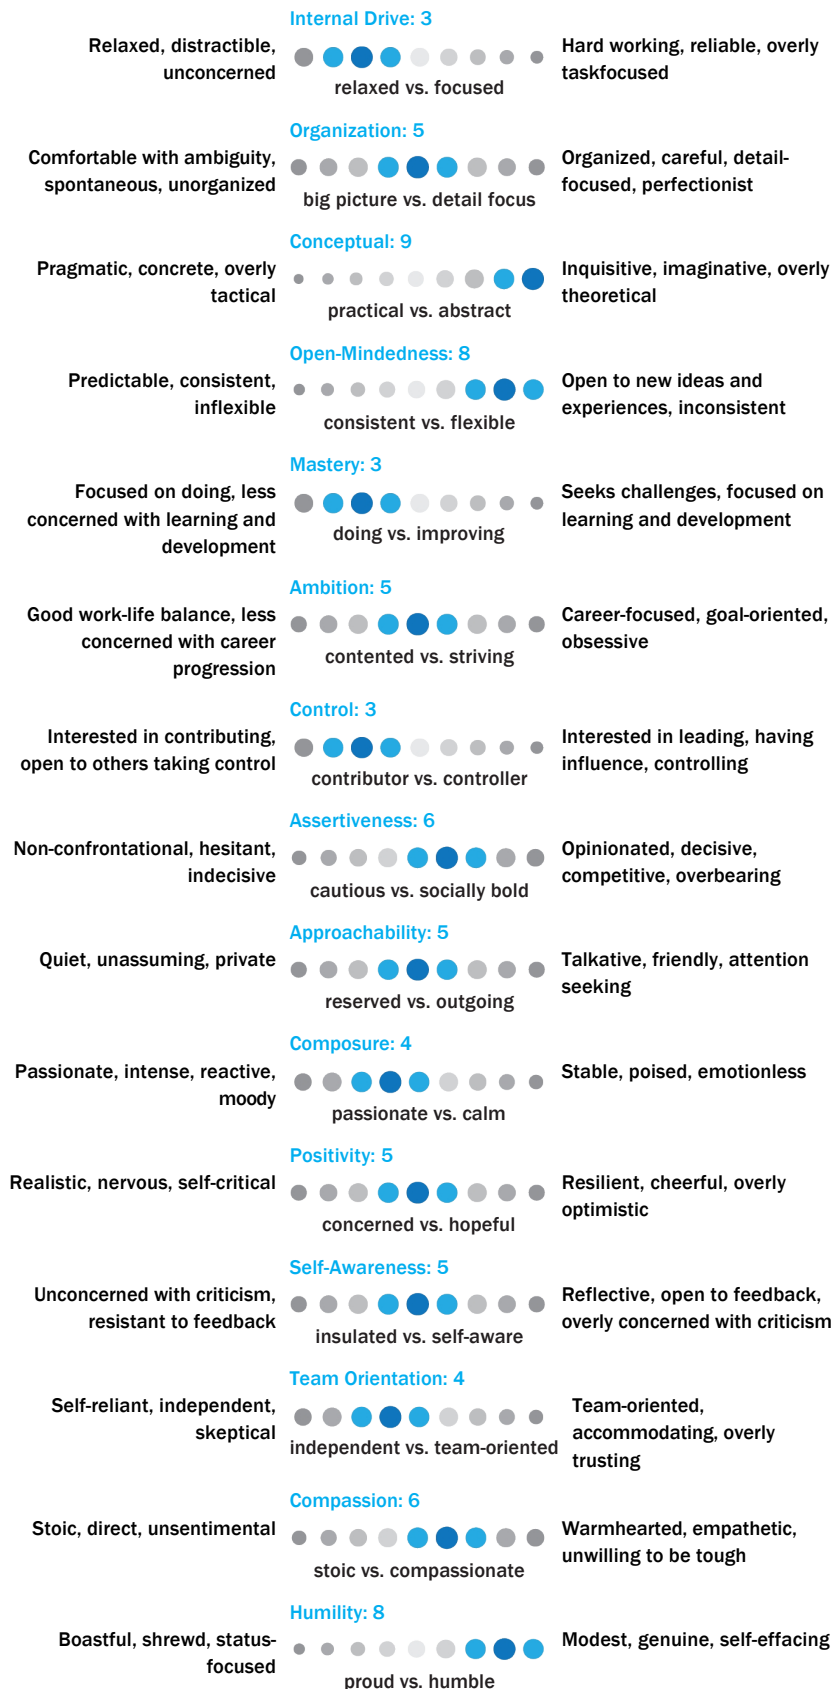 Internal Drive: 3
Relaxed, distractible,
unconcerned
relaxed vs. focused
Hard working, reliable, overly
taskfocused
Organization: 5
Comfortable with ambiguity,
spontaneous, unorganized
big picture vs. detail focus
Organized, careful, detail-
focused, perfectionist
Conceptual: 9
Pragmatic, concrete, overly
tactical
practical vs. abstract
Inquisitive, imaginative, overly
theoretical
Open-Mindedness: 8
Predictable, consistent,
inflexible
consistent vs. flexible
Open to new ideas and
experiences, inconsistent
Mastery: 3
Focused on doing, less
concerned with learning and
development
doing vs. improving
Seeks challenges, focused on
learning and development
Ambition: 5
Good work-life balance, less
concerned with career
progression
contented vs. striving
Career-focused, goal-oriented,
obsessive
Control: 3
Interested in contributing,
open to others taking control
contributor vs. controller
Interested in leading, having
influence, controlling
Assertiveness: 6
Non-confrontational, hesitant,
indecisive
cautious vs. socially bold
Opinionated, decisive,
competitive, overbearing
Approachability: 5
Quiet, unassuming, private
reserved vs. outgoing
Talkative, friendly, attention
seeking
Composure: 4
Passionate, intense, reactive,
moody
passionate vs. calm
Stable, poised, emotionless
Positivity: 5
Realistic, nervous, self-critical
concerned vs. hopeful
Resilient, cheerful, overly
optimistic
Self-Awareness: 5
Unconcerned with criticism,
resistant to feedback
insulated vs. self-aware
Reflective, open to feedback,
overly concerned with criticism
Team Orientation: 4
Self-reliant, independent,
skeptical
independent vs. team-oriented
Team-oriented,
accommodating, overly
trusting
Compassion: 6
Stoic, direct, unsentimental
stoic vs. compassionate
Warmhearted, empathetic,
unwilling to be tough
Humility: 8
Boastful, shrewd, status-
focused
proud vs. humble
Modest, genuine, self-effacing